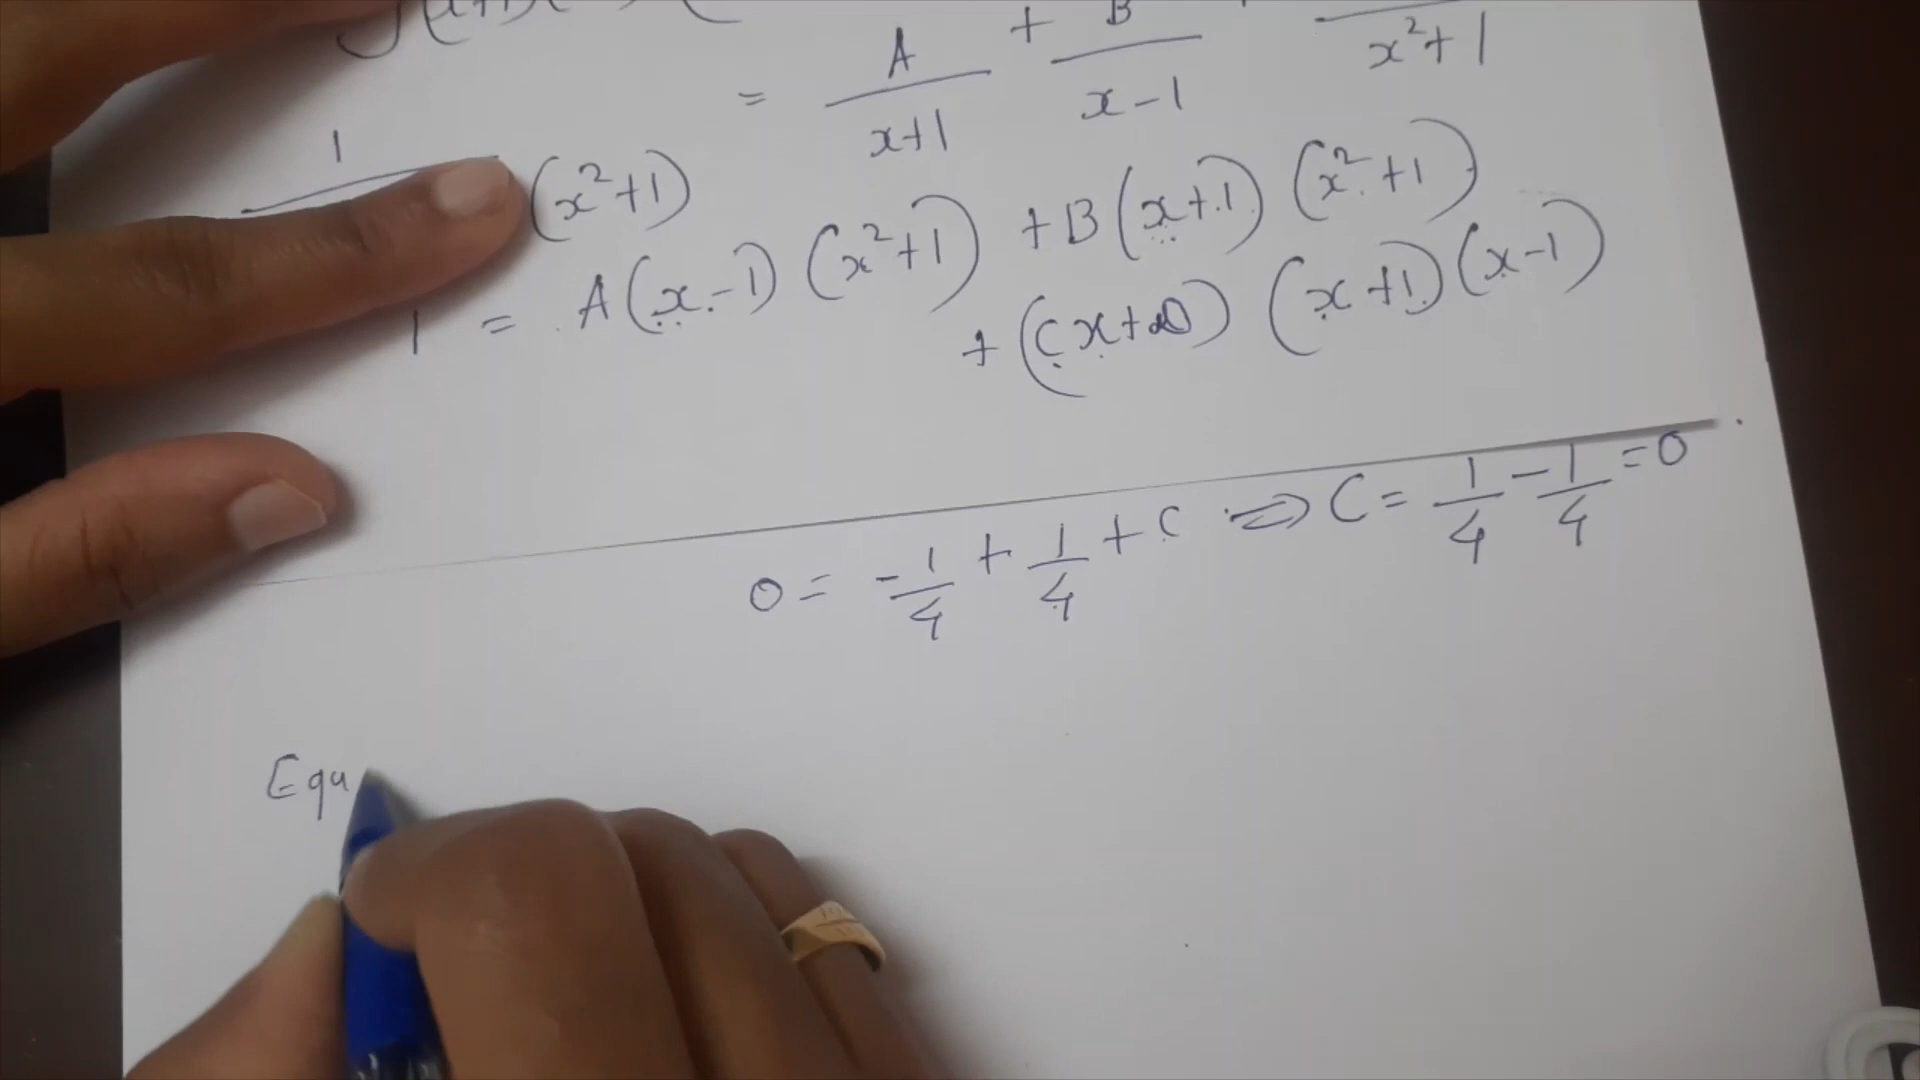 = A/(x+1) + B/(x-1)
x²+1
1
(x²+1)
1 = A(x-1)(x²+1) + B(x+1)(x²+1)
+ (Cx+D)(x+1)(x-1)
0 = -1/4 + 1/4 + C ⇒ C = 1/4 - 1/4 = 0
Equ